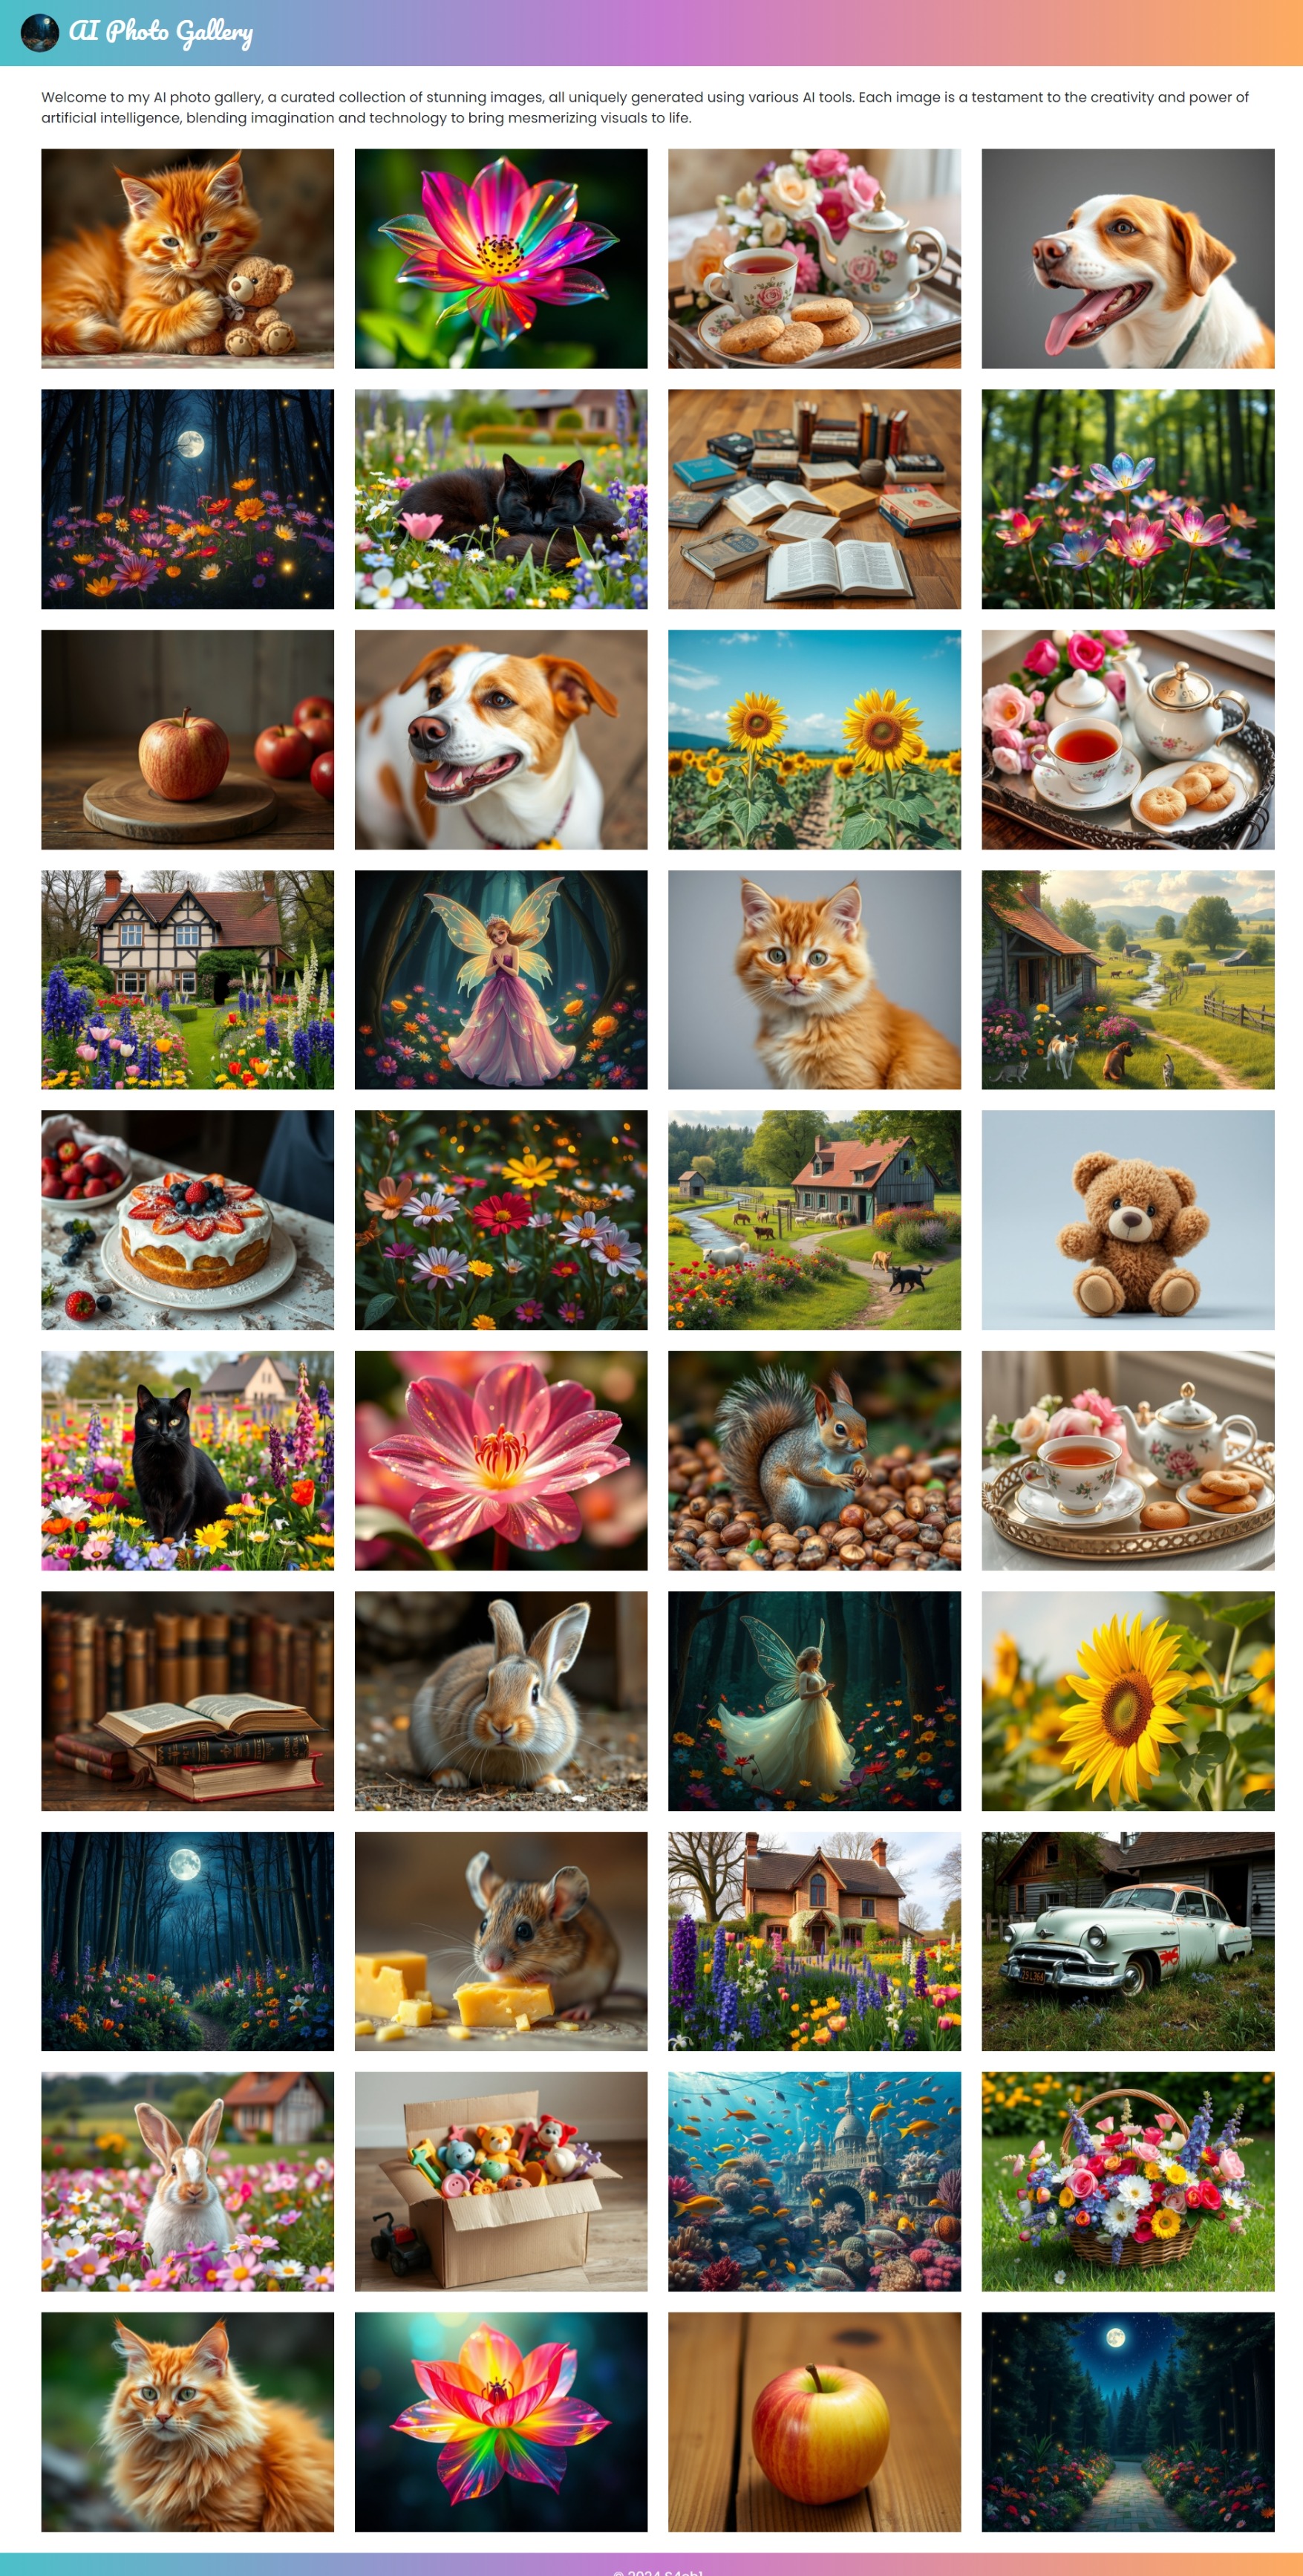 AI Photo Gallery
Welcome to my AI photo gallery, a curated collection of stunning images, all uniquely generated using various AI tools. Each image is a testament to the creativity and power of
artificial intelligence, blending imagination and technology to bring mesmerizing visuals to life.